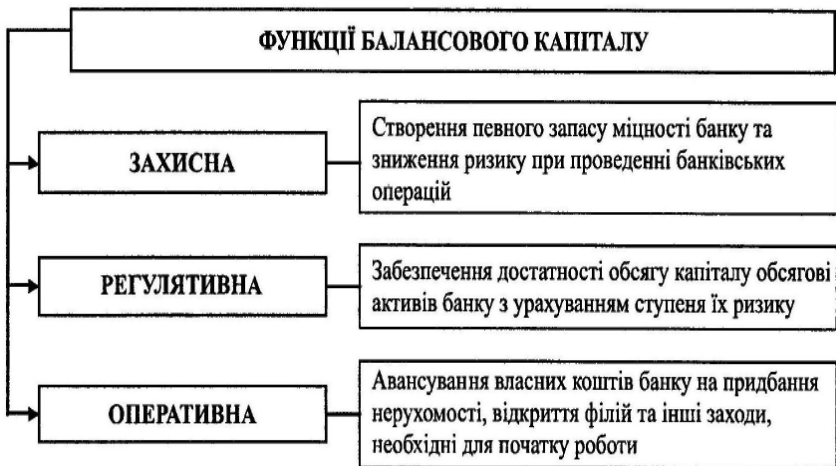 ФУНКЦІЇ БАЛАНСОВОГО КАПІТАЛУ
ЗАХИСНА
Створення певного запасу міцності банку та
зниження ризику при проведенні банківських
операцій
РЕГУЛЯТИВНА
Забезпечення достатності обсягу капіталу обсягові
активів банку з урахуванням ступеня їх ризику
ОПЕРАТИВНА
Авансування власних коштів банку на придбання
нерухомості, відкриття філій та інші заходи,
необхідні для початку роботи